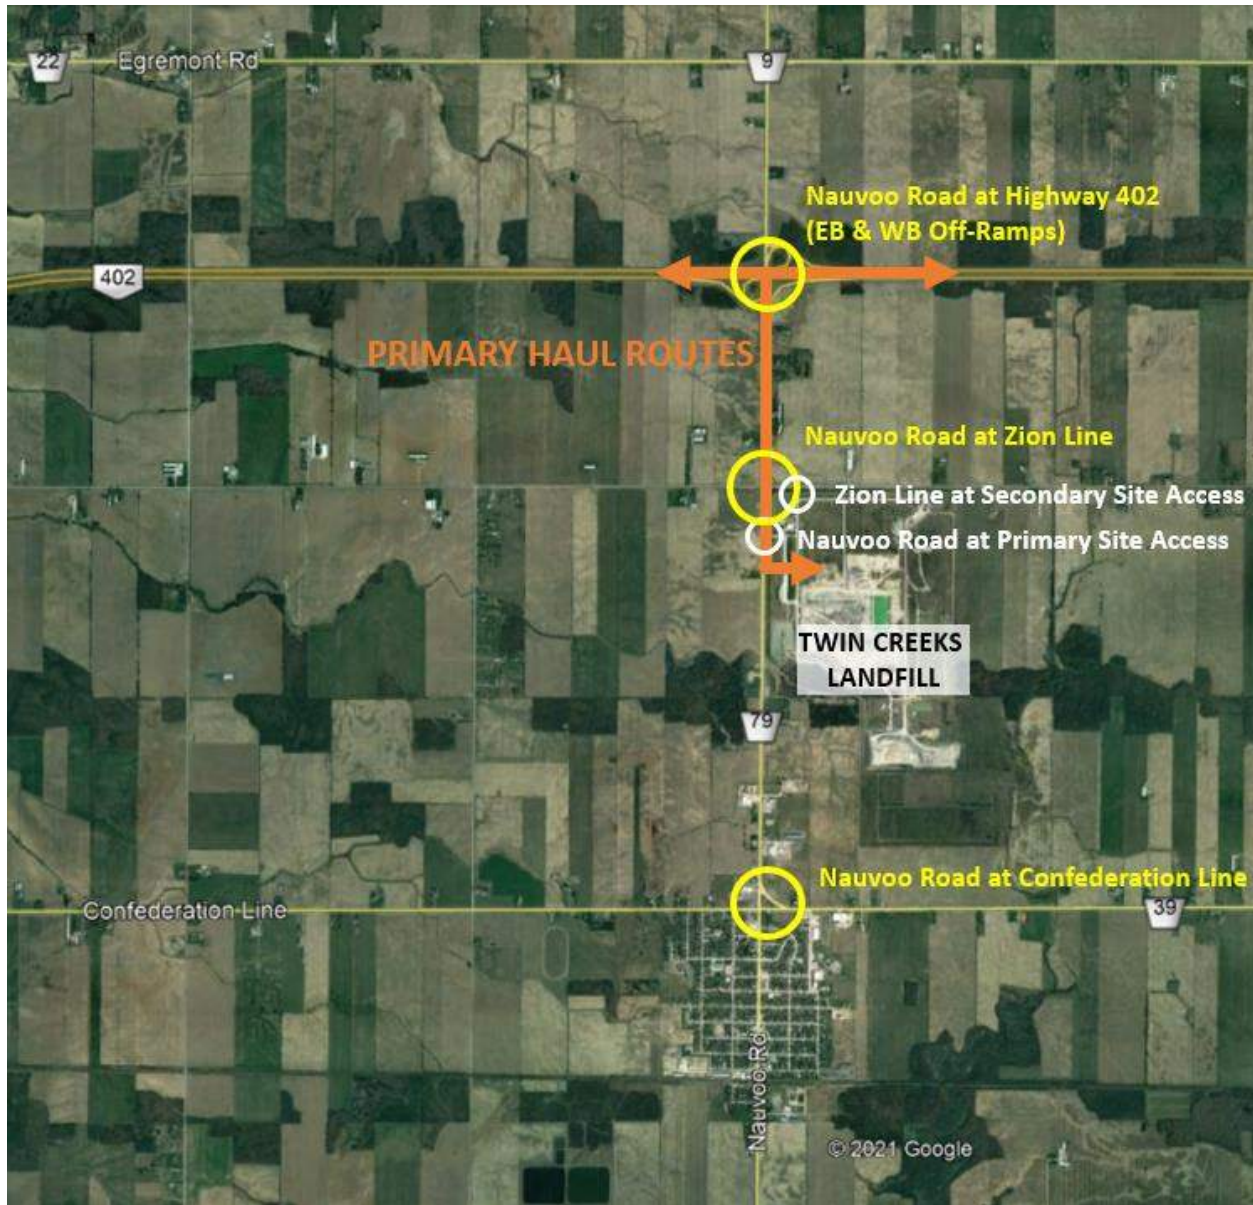 22
Egremont Rd
9
Nauvoo Road at Highway 402
(EB & WB Off-Ramps)
402
PRIMARY HAUL ROUTES
Nauvoo Road at Zion Line
Zion Line at Secondary Site Access
Nauvoo Road at Primary Site Access
TWIN CREEKS
LANDFILL
79
Nauvoo Road at Confederation Line
Confederation Line
39
Nauvoo Rd
© 2021 Google